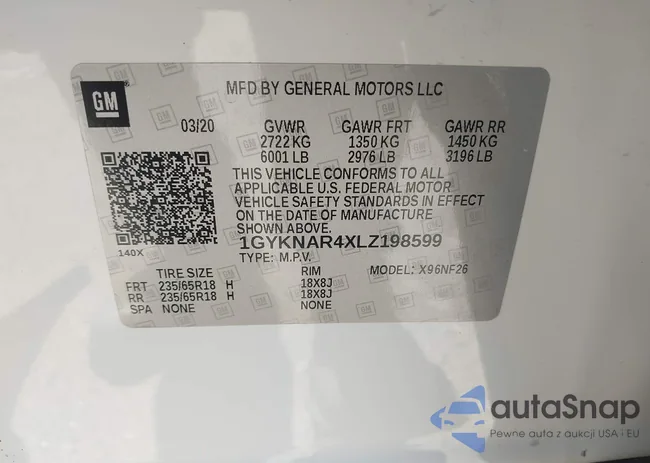 GM
MFD BY GENERAL MOTORS LLC
03/20 GVWR GAWR FRT GAWR RR
2722 KG 1350 KG 1450 KG
6001 LB 2976 LB 3196 LB
THIS VEHICLE CONFORMS TO ALL
APPLICABLE U.S. FEDERAL MOTOR
VEHICLE SAFETY STANDARDS IN EFFECT
ON THE DATE OF MANUFACTURE
SHOWN ABOVE.
1GYKNAR4XLZ198599
140X TYPE: M.P.V. MODEL: X96NF26
TIRE SIZE RIM
FRT 235/65R18 H 18X8J
RR 235/65R18 H 18X8J
SPA NONE NONE
autaSnap
Pewne auta z aukcji USA - EU